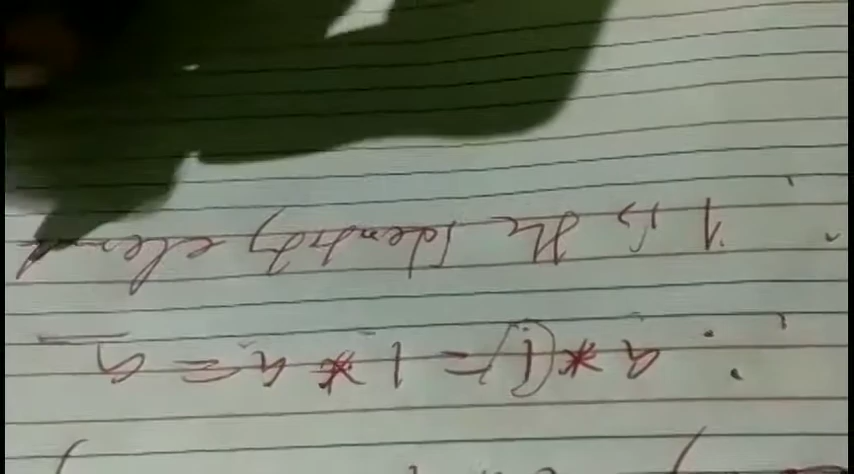 ∴ a * (1) = 1 * a = a
∴ 1 is the Identity element